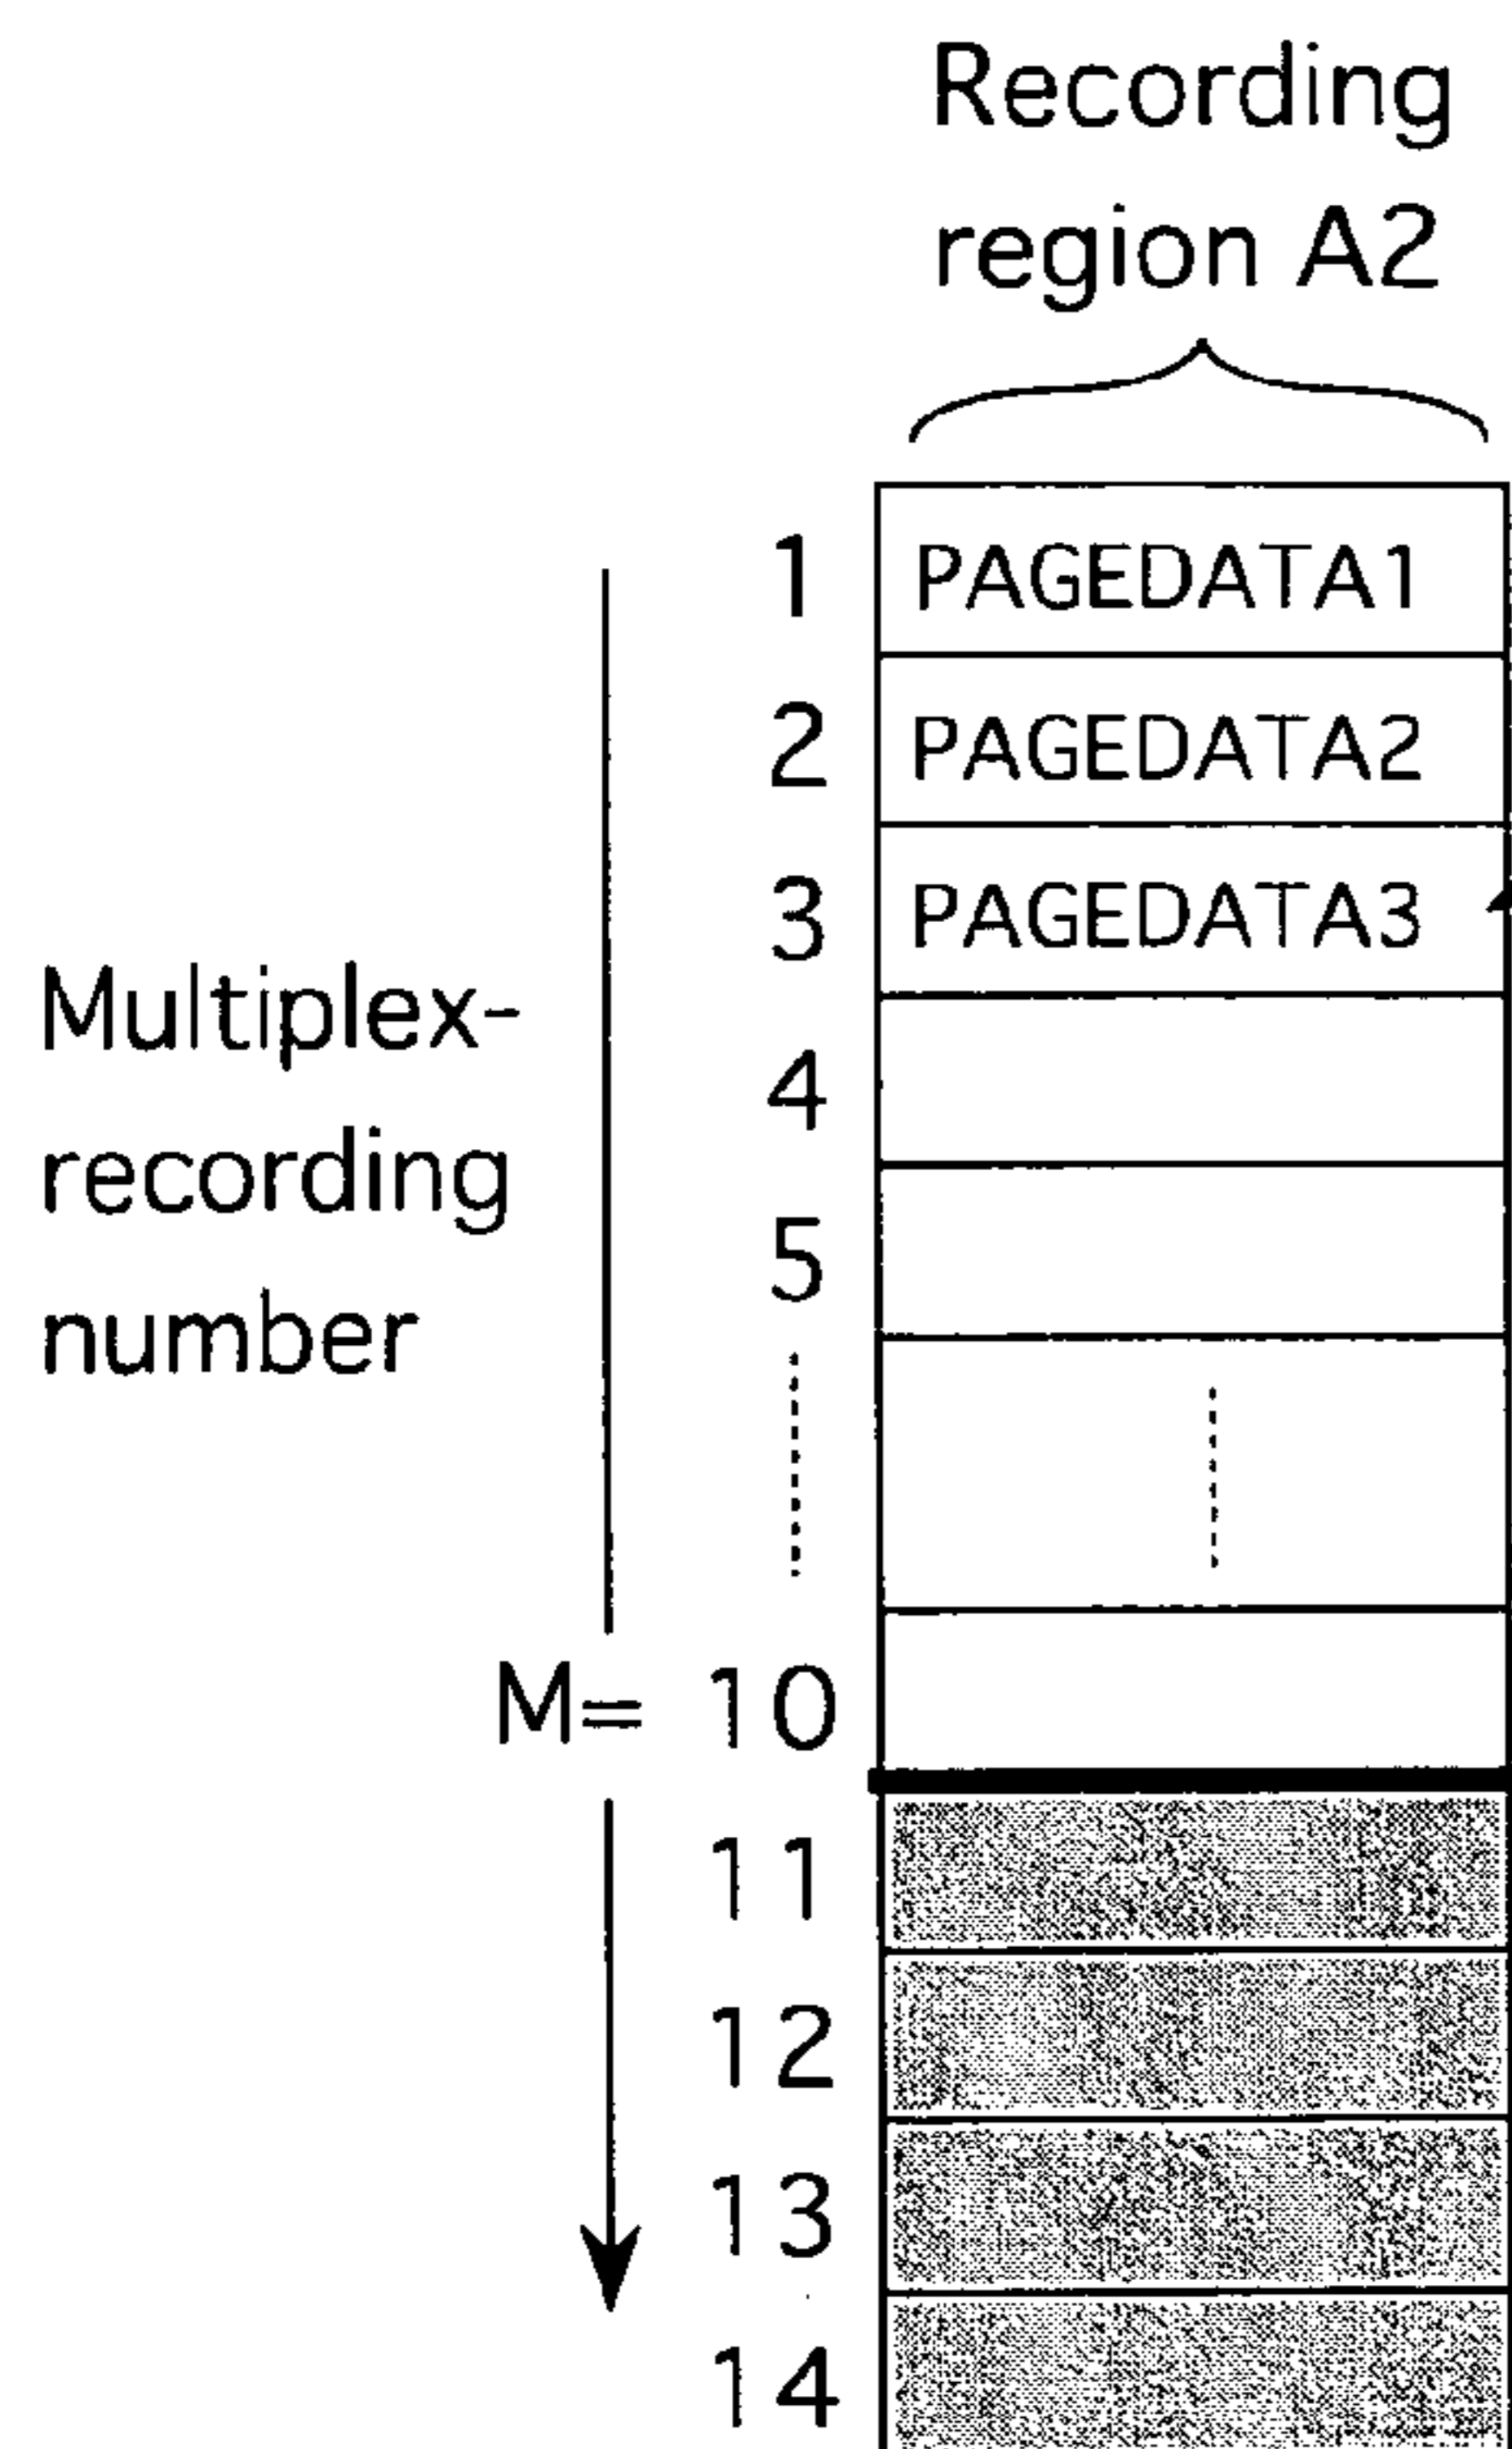 Recording
region A2
1 PAGEDATA1
2 PAGEDATA2
3 PAGEDATA3
Multiplex-
recording
number
4
5
M= 10
11
12
13
14